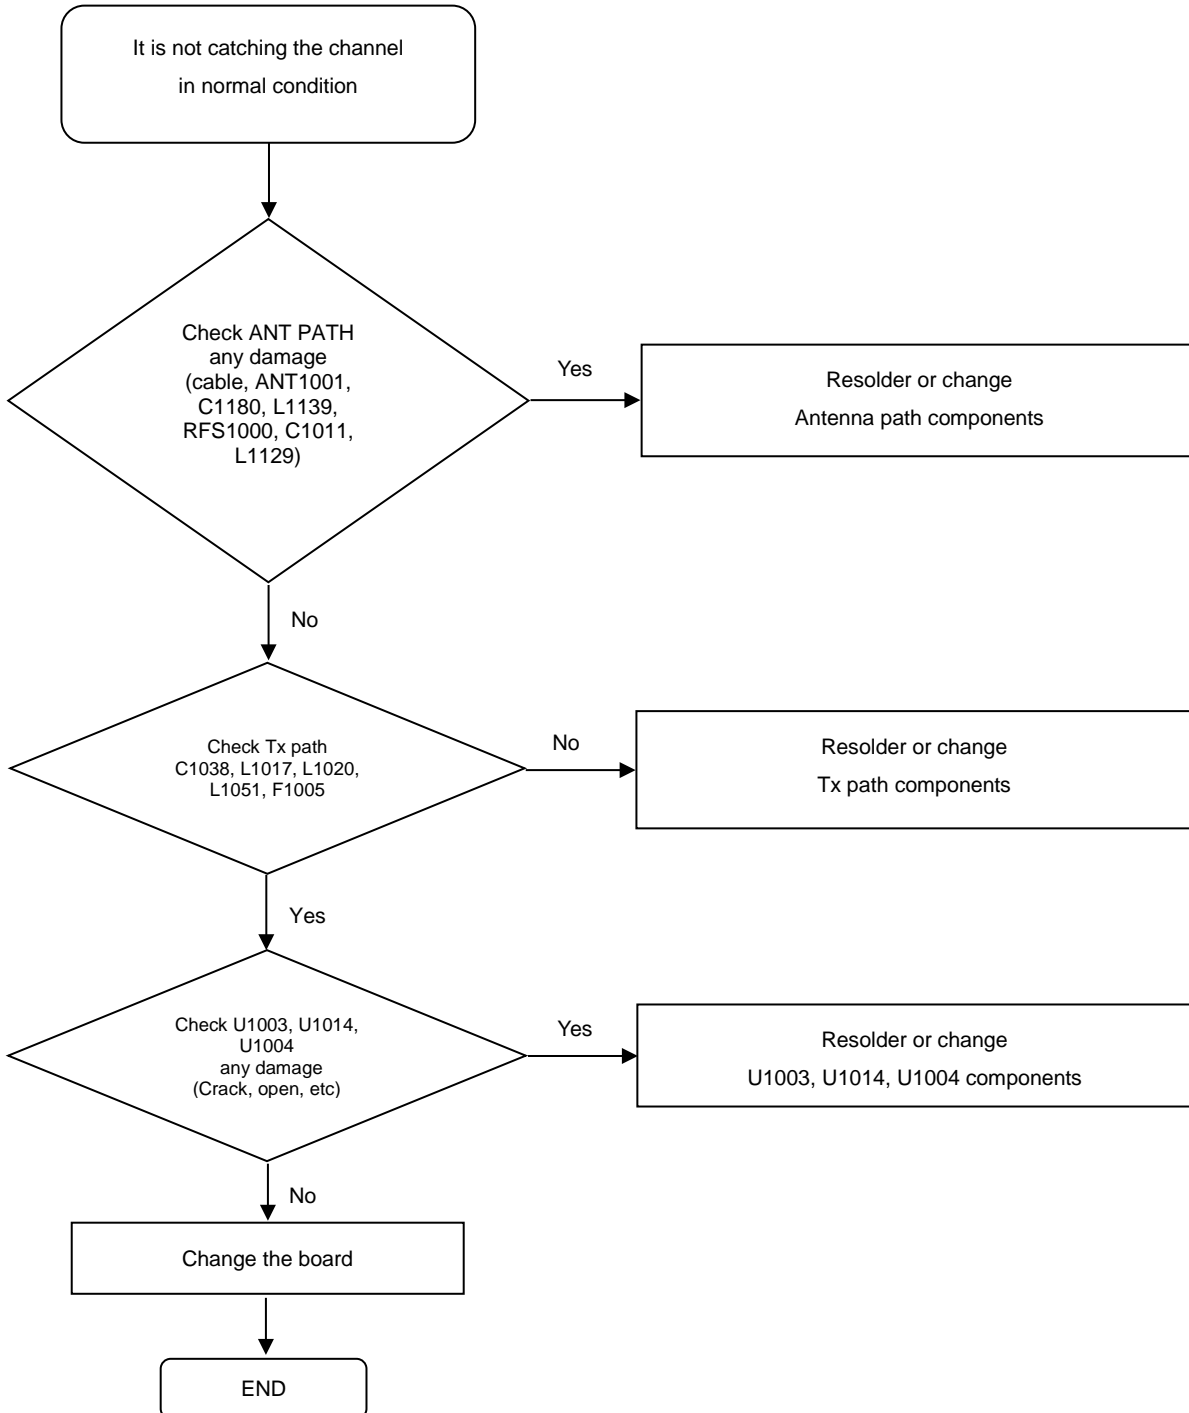 It is not catching the channel
in normal condition
Check ANT PATH
any damage
(cable, ANT1001,
C1180, L1139,
RFS1000, C1011,
L1129)
Yes
Resolder or change
Antenna path components
No
Check Tx path
C1038, L1017, L1020,
L1051, F1005
No
Resolder or change
Tx path components
Yes
Check U1003, U1014,
U1004
any damage
(Crack, open, etc)
Yes
Resolder or change
U1003, U1014, U1004 components
No
Change the board
END